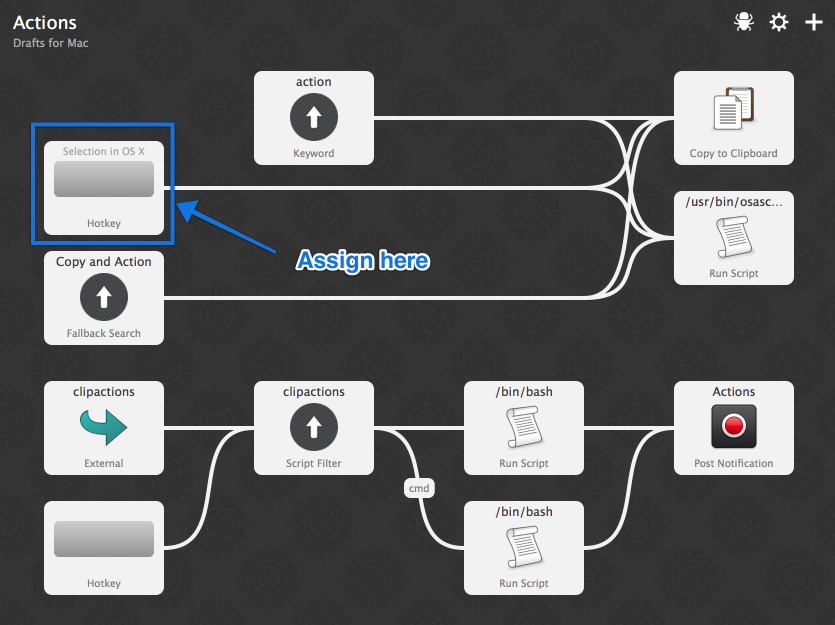 Actions
Drafts for Mac
action
Keyword
Copy to Clipboard
Selection in OS X
Hotkey
/usr/bin/osasc...
Run Script
Assign here
Copy and Action
Fallback Search
clipactions
External
clipactions
Script Filter
/bin/bash
Run Script
Actions
Post Notification
cmd
Hotkey
/bin/bash
Run Script